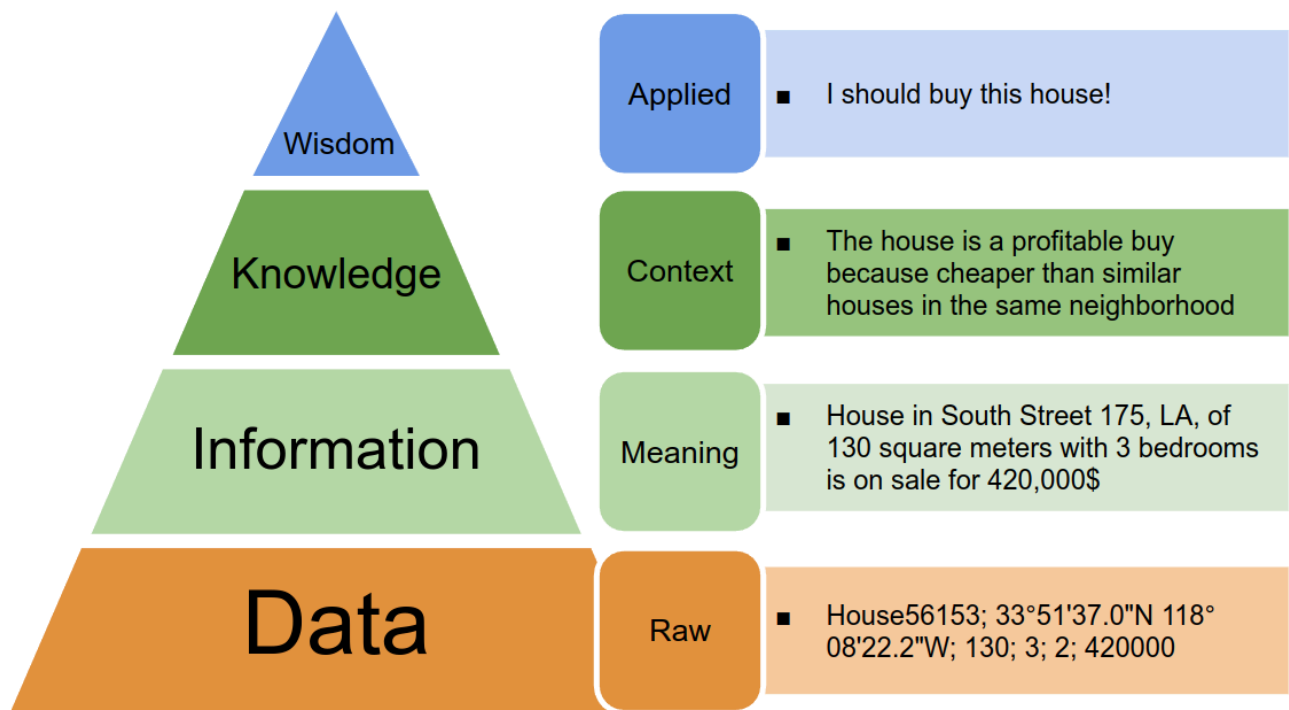 Wisdom
Applied
■ I should buy this house!
Knowledge
Context
■ The house is a profitable buy
because cheaper than similar
houses in the same neighborhood
Information
Meaning
■ House in South Street 175, LA, of
130 square meters with 3 bedrooms
is on sale for 420,000$
Data
Raw
■ House56153; 33°51'37.0"N 118°
08'22.2"W; 130; 3; 2; 420000